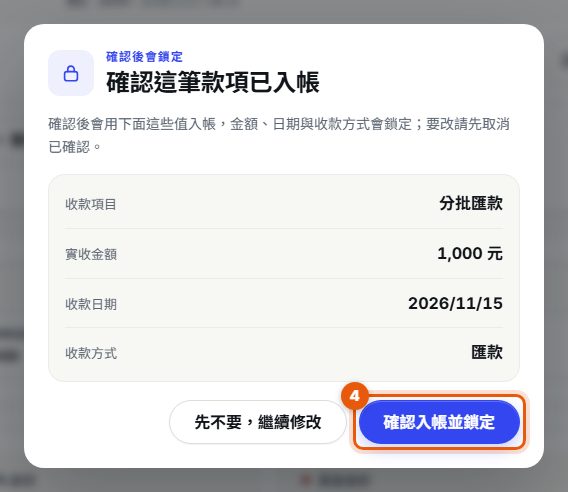 確認後會鎖定
確認這筆款項已入帳
確認後會用下面這些值入帳，金額、日期與收款方式會鎖定；要改請先取消
已確認。
收款項目 分批匯款
實收金額 1,000 元
收款日期 2026/11/15
收款方式 匯款
4
先不要，繼續修改 確認入帳並鎖定